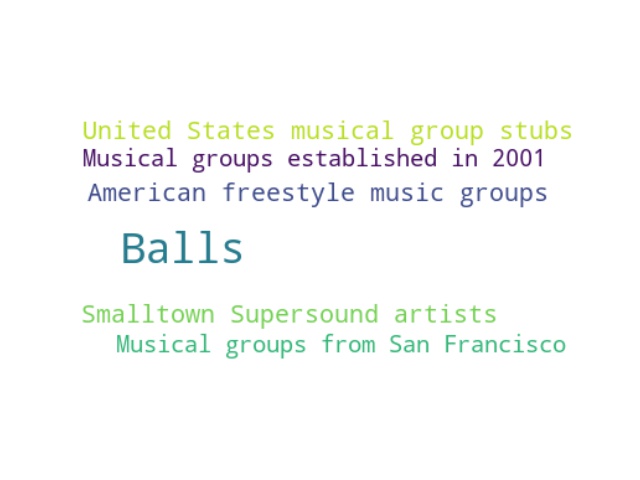 United States musical group stubs
Musical groups established in 2001
American freestyle music groups
Balls
Smalltown Supersound artists
Musical groups from San Francisco